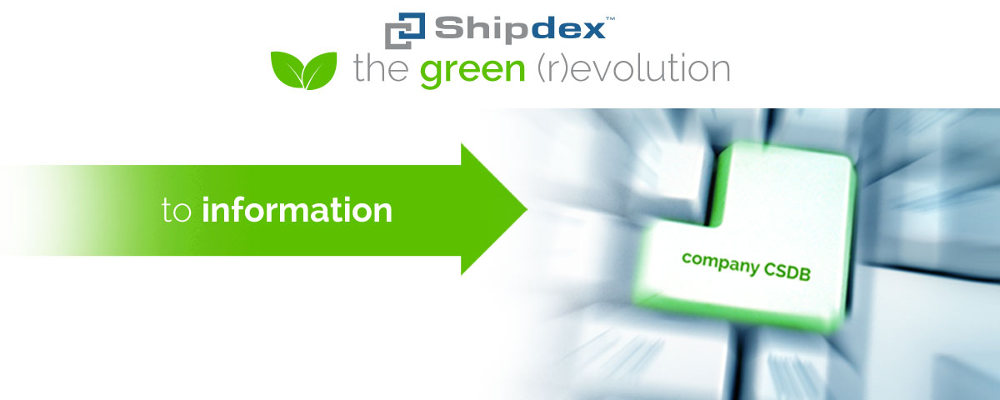 Shipdex™
the green (r)evolution
to information
company CSDB